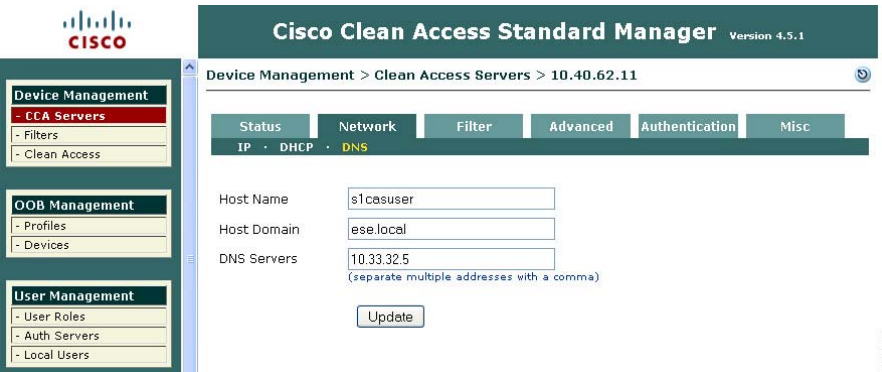 CISCO
Cisco Clean Access Standard Manager Version 4.5.1
Device Management > Clean Access Servers > 10.40.62.11
Device Management
- CCA Servers
- Filters
- Clean Access
OOB Management
- Profiles
- Devices
User Management
- User Roles
- Auth Servers
- Local Users
Status Network Filter Advanced Authentication Misc
IP · DHCP · DNS
Host Name s1casuser
Host Domain ese.local
DNS Servers 10.33.32.5
(separate multiple addresses with a comma)
Update